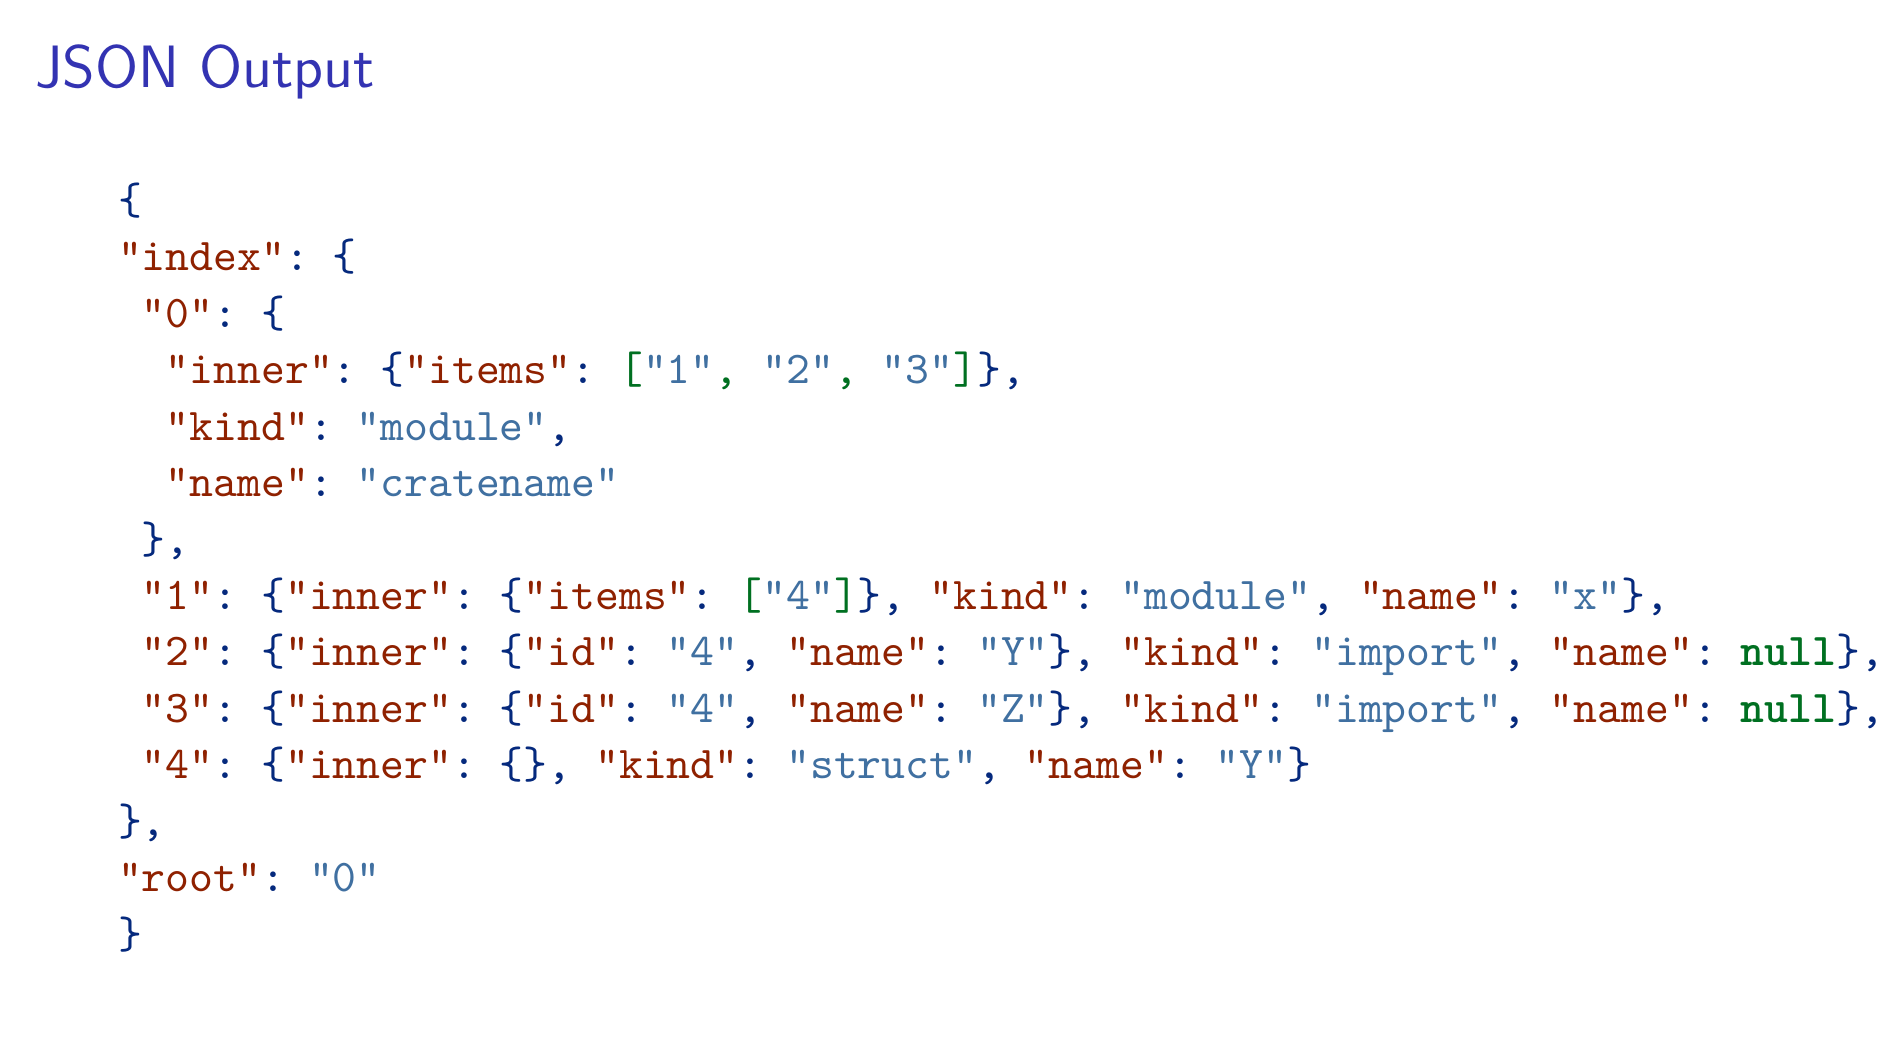 JSON Output
{
"index": {
 "0": {
  "inner": {"items": ["1", "2", "3"]},
  "kind": "module",
  "name": "cratename"
 },
 "1": {"inner": {"items": ["4"]}, "kind": "module", "name": "x"},
 "2": {"inner": {"id": "4", "name": "Y"}, "kind": "import", "name": null},
 "3": {"inner": {"id": "4", "name": "Z"}, "kind": "import", "name": null},
 "4": {"inner": {}, "kind": "struct", "name": "Y"}
},
"root": "0"
}